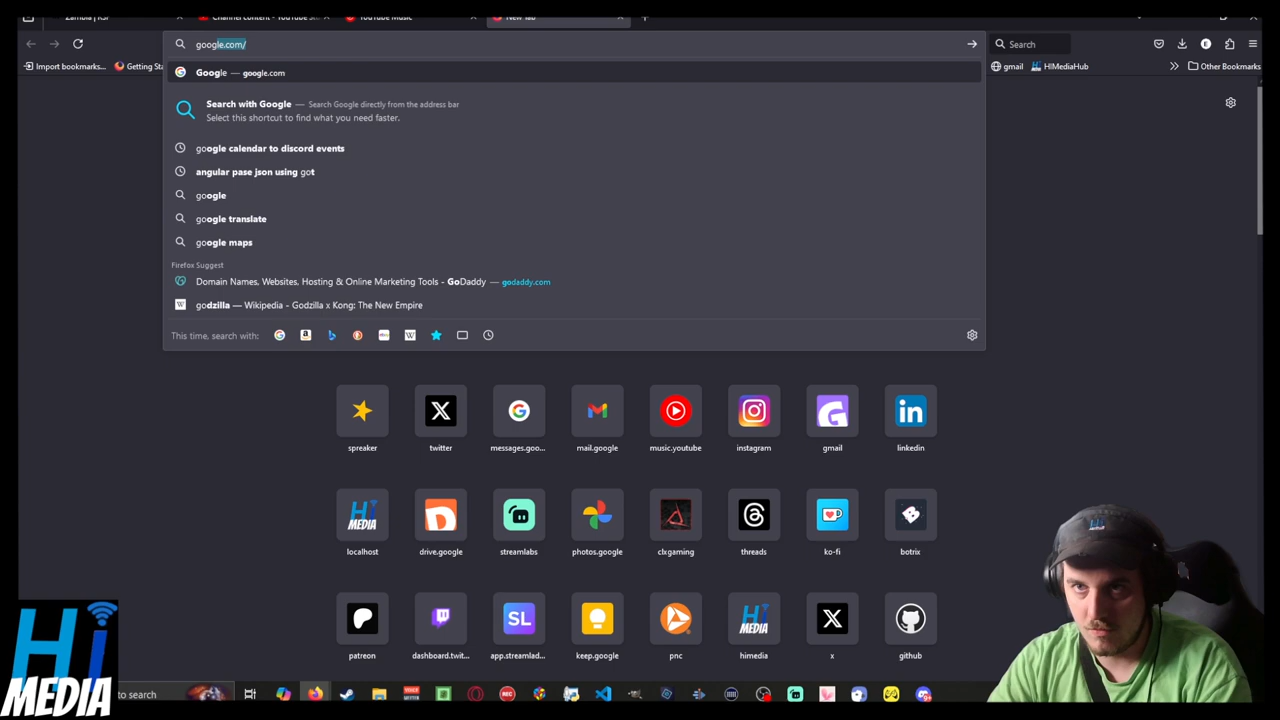 Zambia | RSF
Channel content - YouTube St
YouTube Music
New Tab
google.com/
Search
Import bookmarks...
Getting Sta
gmail
HIMediaHub
Other Bookmarks
Google — google.com
Search with Google — Search Google directly from the address bar
Select this shortcut to find what you need faster.
google calendar to discord events
angular pase json using got
google
google translate
google maps
Firefox Suggest
Domain Names, Websites, Hosting & Online Marketing Tools - GoDaddy — godaddy.com
godzilla — Wikipedia - Godzilla x Kong: The New Empire
This time, search with:
spreaker
twitter
messages.goo...
mail.google
music.youtube
instagram
gmail
linkedin
localhost
drive.google
streamlabs
photos.google
clxgaming
threads
ko-fi
botrix
patreon
dashboard.twit...
app.streamlad...
keep.google
pnc
himedia
x
github
Hi
MEDIA
to search